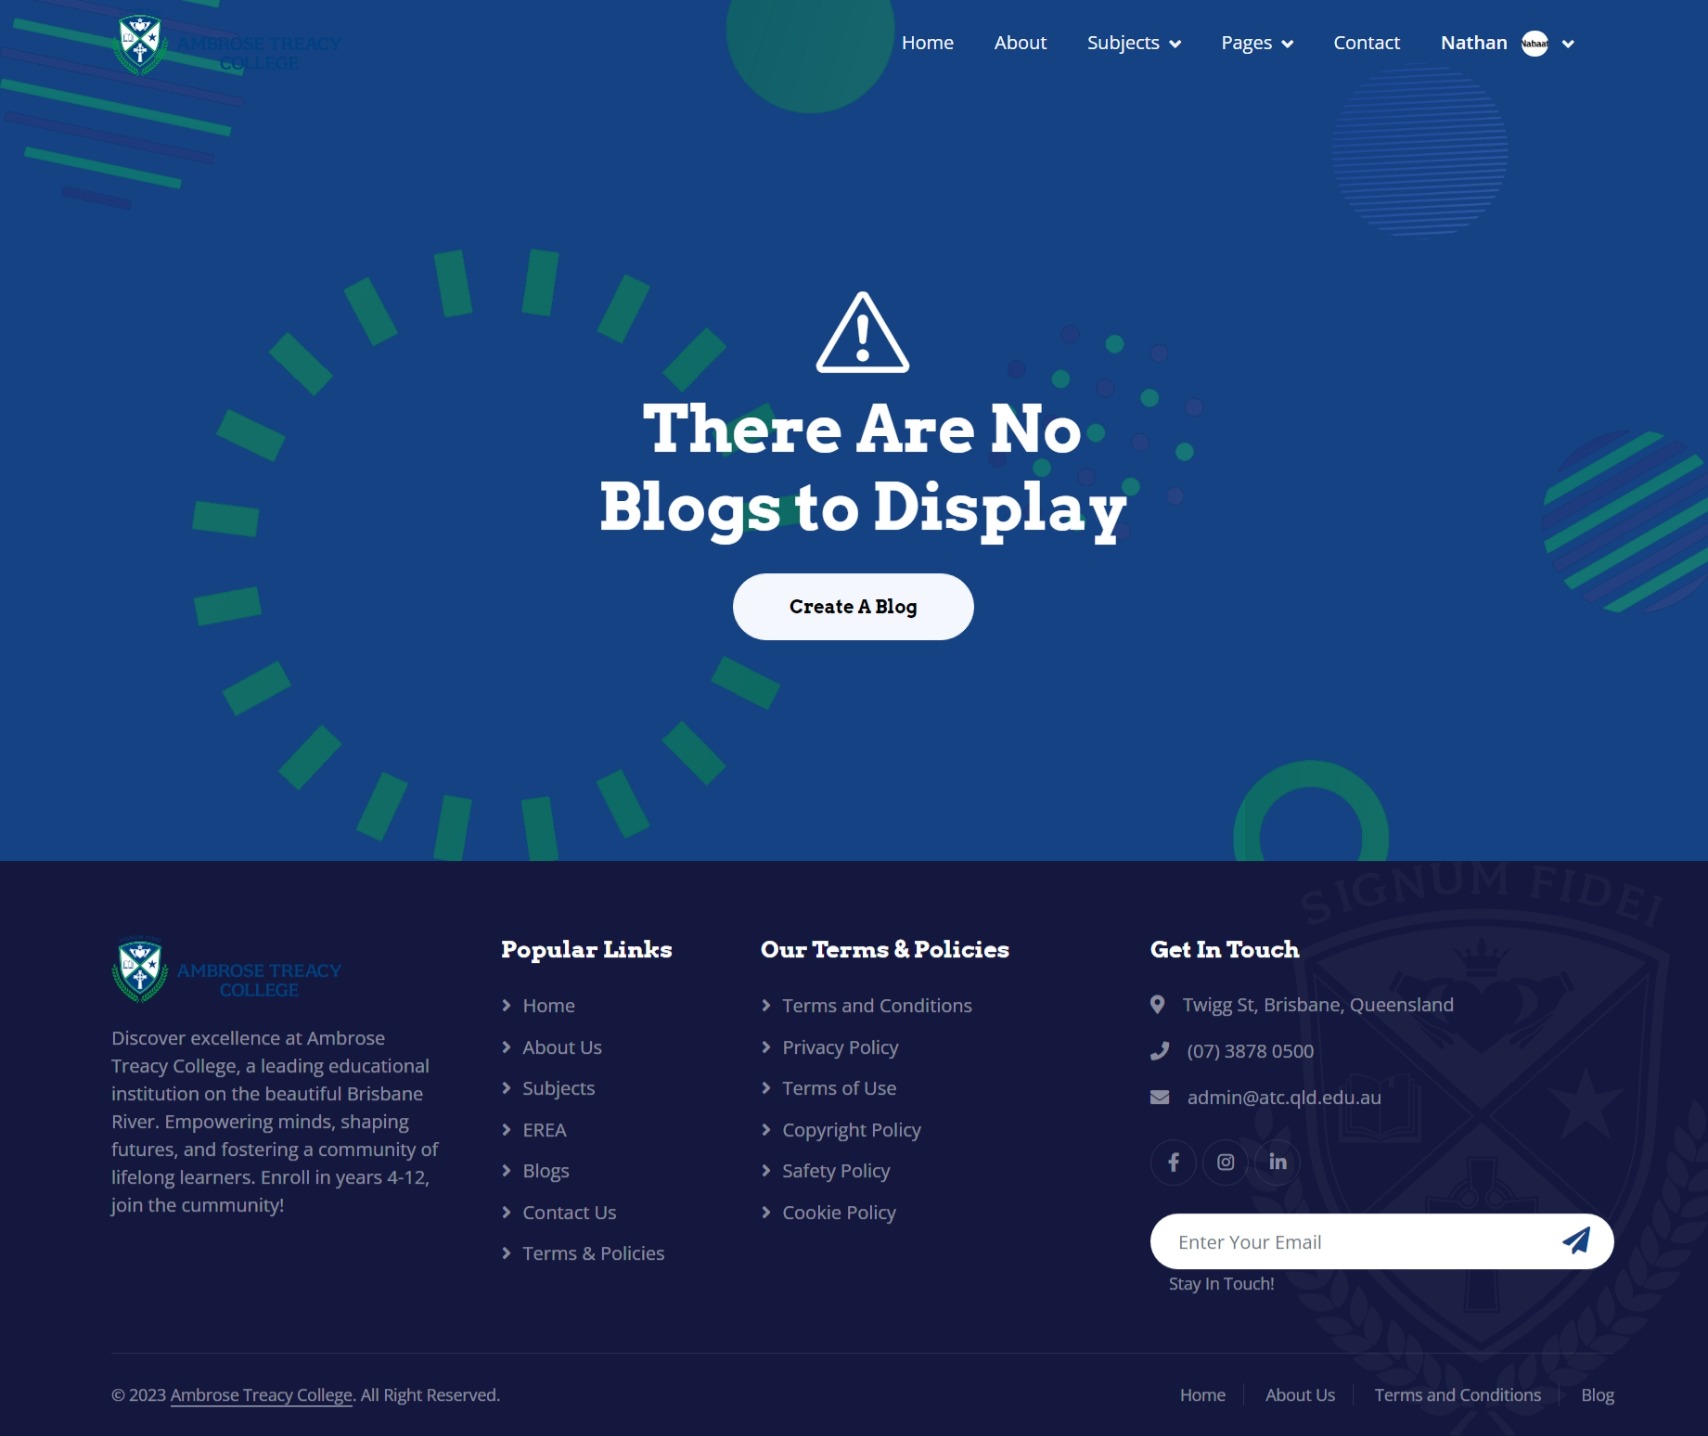 AMBROSE TREACY
COLLEGE
Home
About
Subjects
Pages
Contact
Nathan
There Are No
Blogs to Display
Create A Blog
AMBROSE TREACY
COLLEGE
Discover excellence at Ambrose
Treacy College, a leading educational
institution on the beautiful Brisbane
River. Empowering minds, shaping
futures, and fostering a community of
lifelong learners. Enroll in years 4-12,
join the cummunity!
Popular Links
Home
About Us
Subjects
EREA
Blogs
Contact Us
Terms & Policies
Our Terms & Policies
Terms and Conditions
Privacy Policy
Terms of Use
Copyright Policy
Safety Policy
Cookie Policy
SIGNUM FIDEI
Get In Touch
Twigg St, Brisbane, Queensland
(07) 3878 0500
admin@atc.qld.edu.au
Enter Your Email
Stay In Touch!
© 2023 Ambrose Treacy College. All Right Reserved.
Home
About Us
Terms and Conditions
Blog